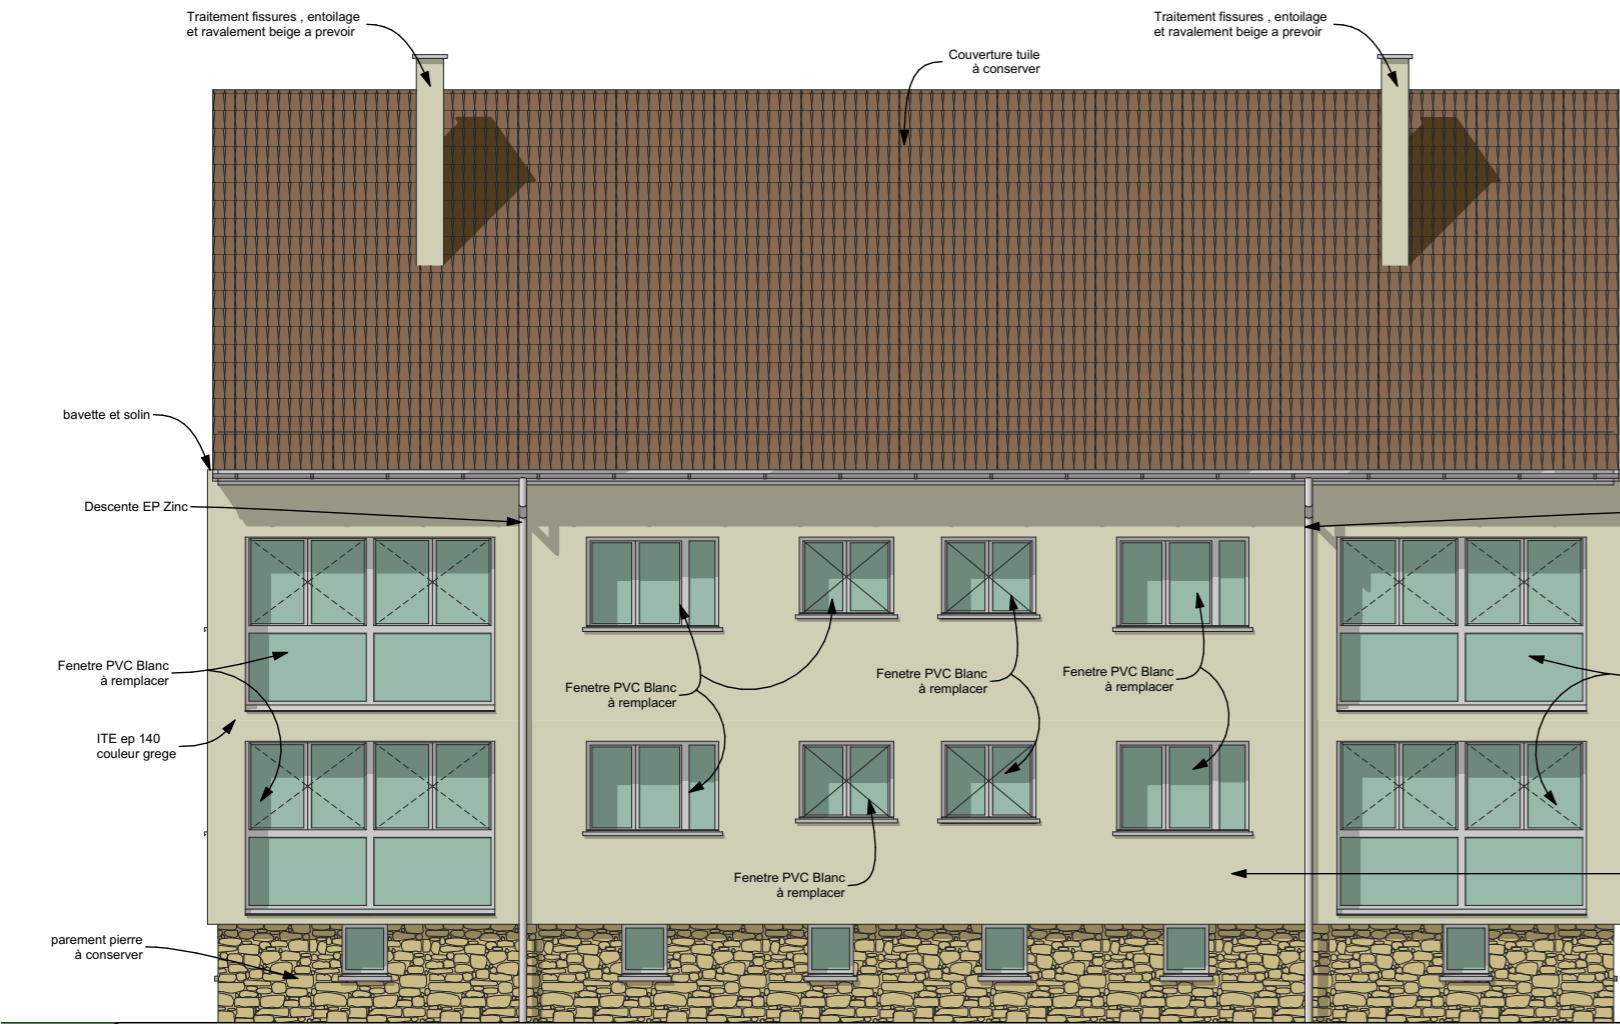 Traitement fissures , entoilage
et ravalement beige a prevoir
Traitement fissures , entoilage
et ravalement beige a prevoir
Couverture tuile
à conserver
bavette et solin
Descente EP Zinc
Fenetre PVC Blanc
à remplacer
Fenetre PVC Blanc
à remplacer
Fenetre PVC Blanc
à remplacer
Fenetre PVC Blanc
à remplacer
ITE ep 140
couleur grege
Fenetre PVC Blanc
à remplacer
parement pierre
à conserver